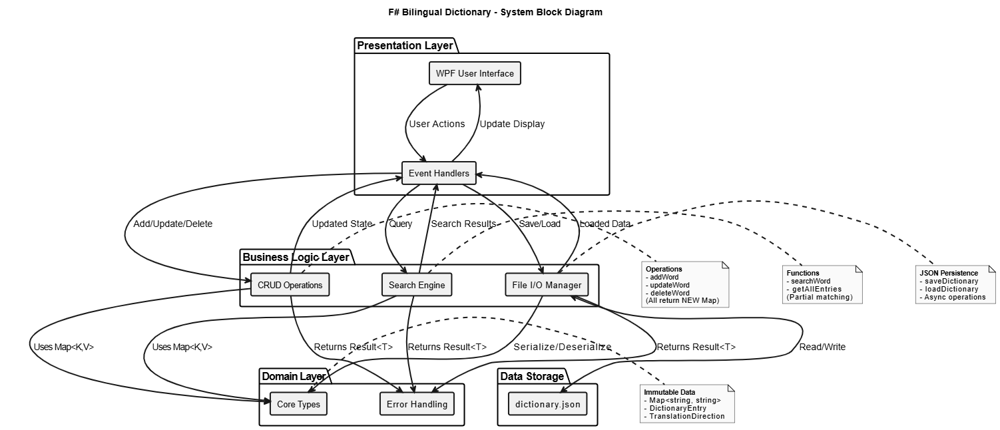 F# Bilingual Dictionary - System Block Diagram
Presentation Layer
WPF User Interface
User Actions
Update Display
Event Handlers
Add/Update/Delete
Updated State
Query
Search Results
Save/Load
Loaded Data
Business Logic Layer
CRUD Operations
Search Engine
File I/O Manager
Operations
- addWord
- updateWord
- deleteWord
(All return NEW Map)
Functions
- searchWord
- getAllEntries
(Partial matching)
JSON Persistence
- saveDictionary
- loadDictionary
- Async operations
Uses Map<K,V>
Uses Map<K,V>
Returns Result<T>
Returns Result<T>
Serialize/Deserialize
Returns Result<T>
Read/Write
Domain Layer
Core Types
Error Handling
Data Storage
dictionary.json
Immutable Data
- Map<string, string>
- DictionaryEntry
- TranslationDirection